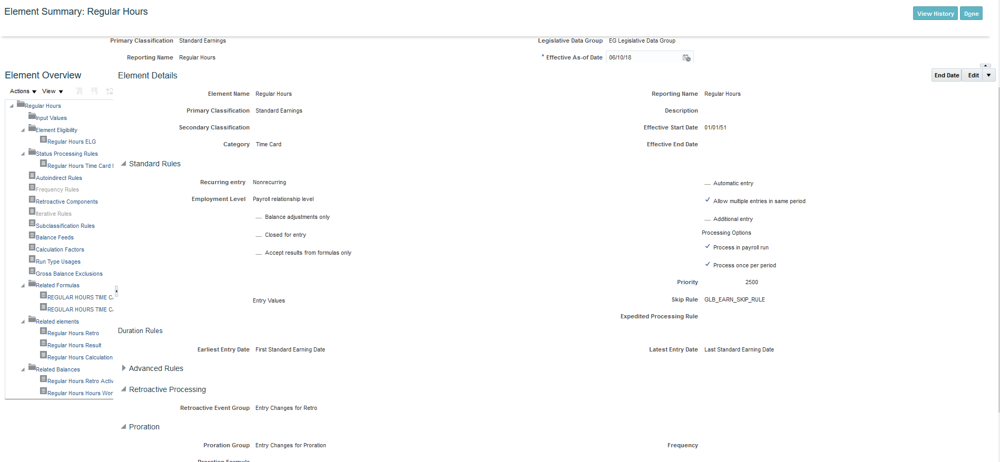 Element Summary: Regular Hours
View History Done
Primary Classification Standard Earnings Legislative Data Group EG Legislative Data Group
Reporting Name Regular Hours * Effective As-of Date 06/10/18
Element Overview
Actions View
Regular Hours
Input Values
Element Eligibility
Regular Hours ELG
Status Processing Rules
Regular Hours Time Card
Autoindirect Rules
Frequency Rules
Retroactive Components
Iterative Rules
Subclassification Rules
Balance Feeds
Calculation Factors
Run Type Usages
Gross Balance Exclusions
Related Formulas
REGULAR HOURS TIME
REGULAR HOURS TIME
Related elements
Regular Hours Retro
Regular Hours Result
Regular Hours Calculation
Related Balances
Regular Hours Retro Activ
Regular Hours Hours Wor
Element Details
End Date Edit
Element Name Regular Hours Reporting Name Regular Hours
Primary Classification Standard Earnings Description
Secondary Classification Effective Start Date 01/01/51
Category Time Card Effective End Date
Standard Rules
Recurring entry Nonrecurring Automatic entry
Employment Level Payroll relationship level Allow multiple entries in same period
Balance adjustments only Additional entry
Processing Options
Closed for entry Process in payroll run
Accept results from formulas only Process once per period
Priority 2500
Entry Values Skip Rule GLB_EARN_SKIP_RULE
Expedited Processing Rule
Duration Rules
Earliest Entry Date First Standard Earning Date Latest Entry Date Last Standard Earning Date
Advanced Rules
Retroactive Processing
Retroactive Event Group Entry Changes for Retro
Proration
Proration Group Entry Changes for Proration Frequency
Proration Formula